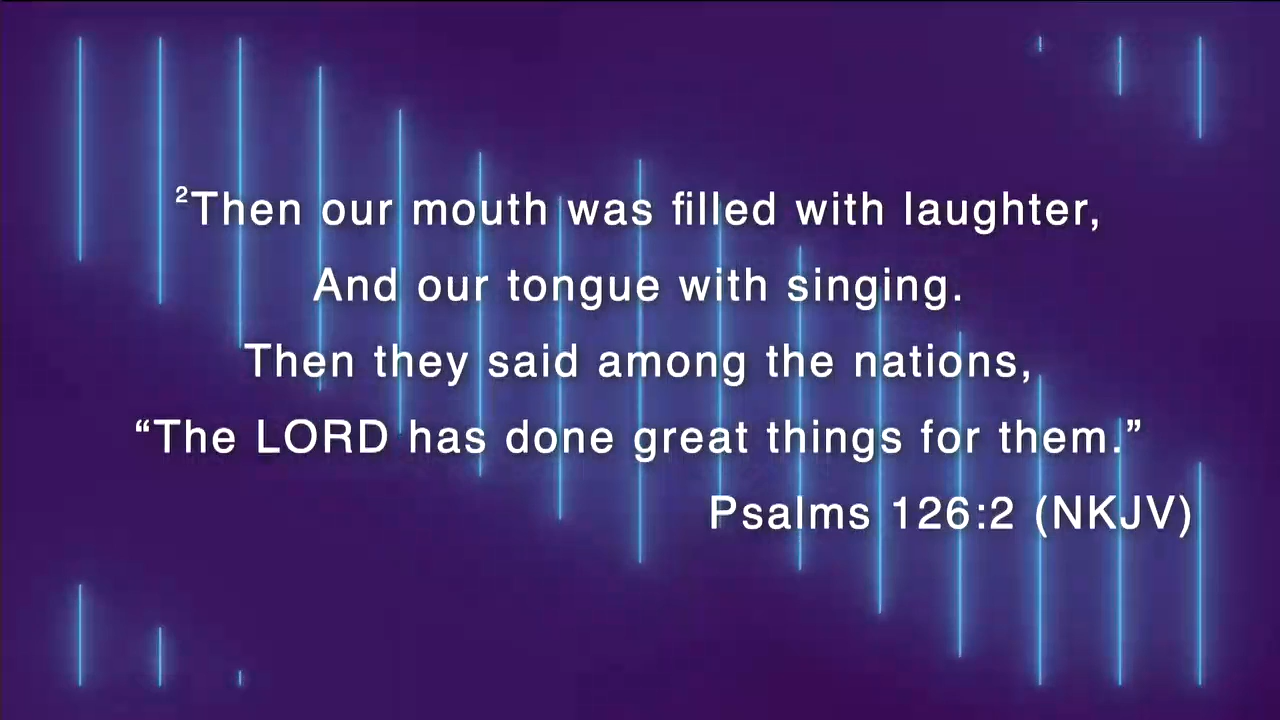 ²Then our mouth was filled with laughter,
And our tongue with singing.
Then they said among the nations,
“The LORD has done great things for them.”
Psalms 126:2 (NKJV)